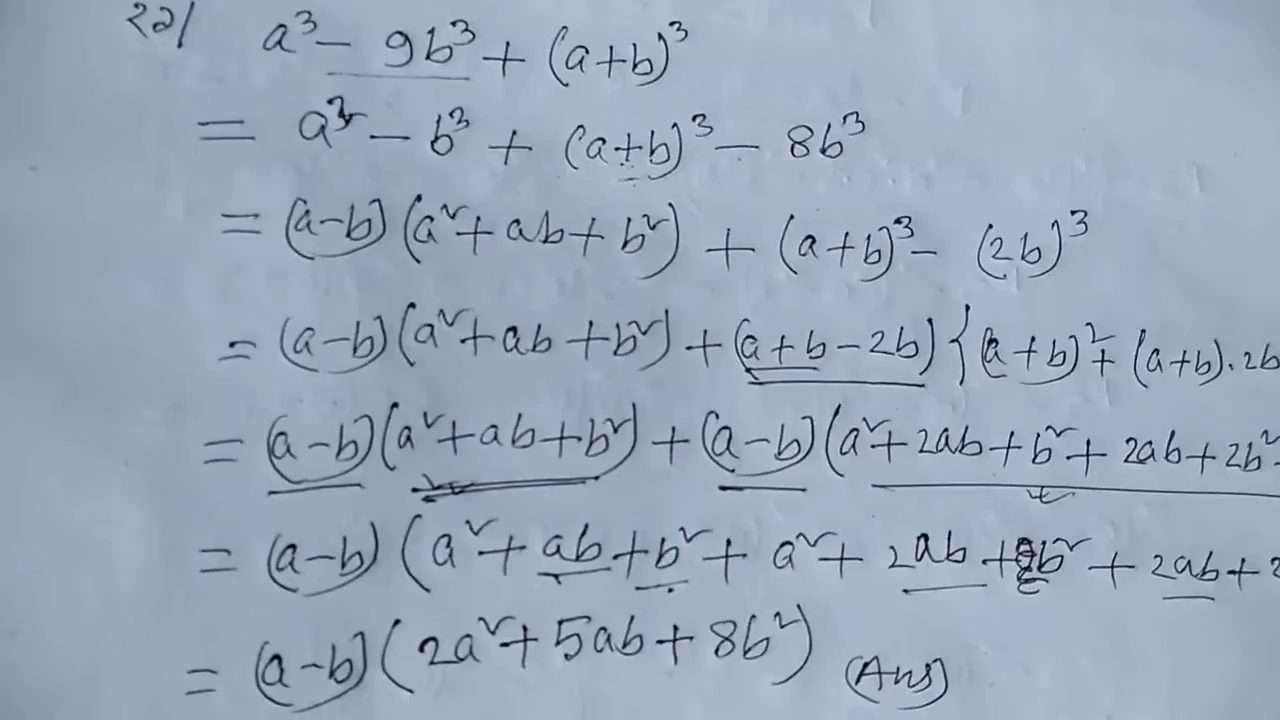 22/ a³ - 9b³ + (a+b)³
= a³ - b³ + (a+b)³ - 8b³
= (a-b)(a²+ab+b²) + (a+b)³ - (2b)³
= (a-b)(a²+ab+b²) + (a+b-2b){(a+b)²+(a+b).2b
= (a-b)(a²+ab+b²) + (a-b)(a²+2ab+b²+2ab+2b²
= (a-b)(a²+ab+b²+a²+2ab+b²+2ab+
= (a-b)(2a²+5ab+8b²) (Ans)